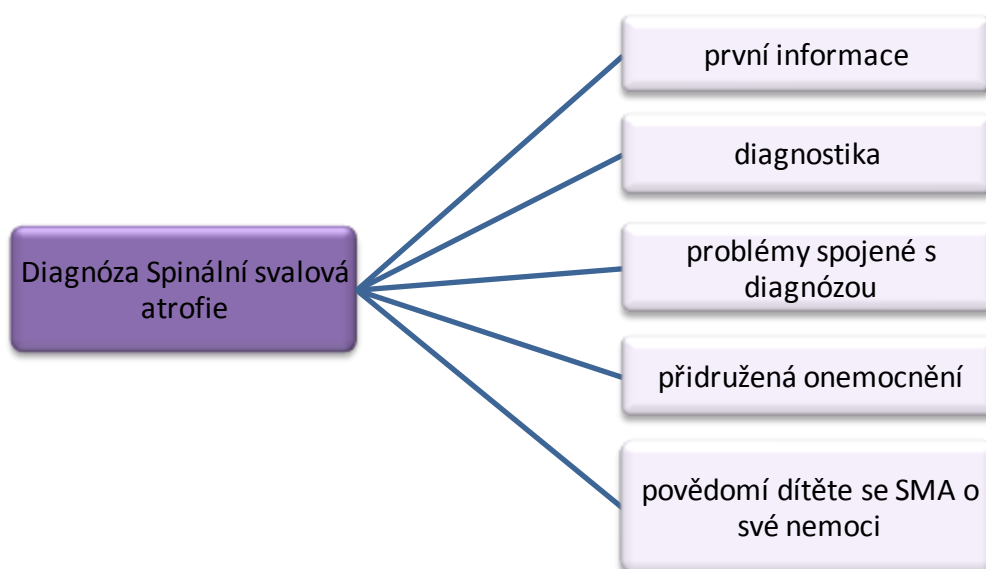 Diagnóza Spinální svalová
atrofie
první informace
diagnostika
problémy spojené s
diagnózou
přidružená onemocnění
povědomí dítěte se SMA o
své nemoci